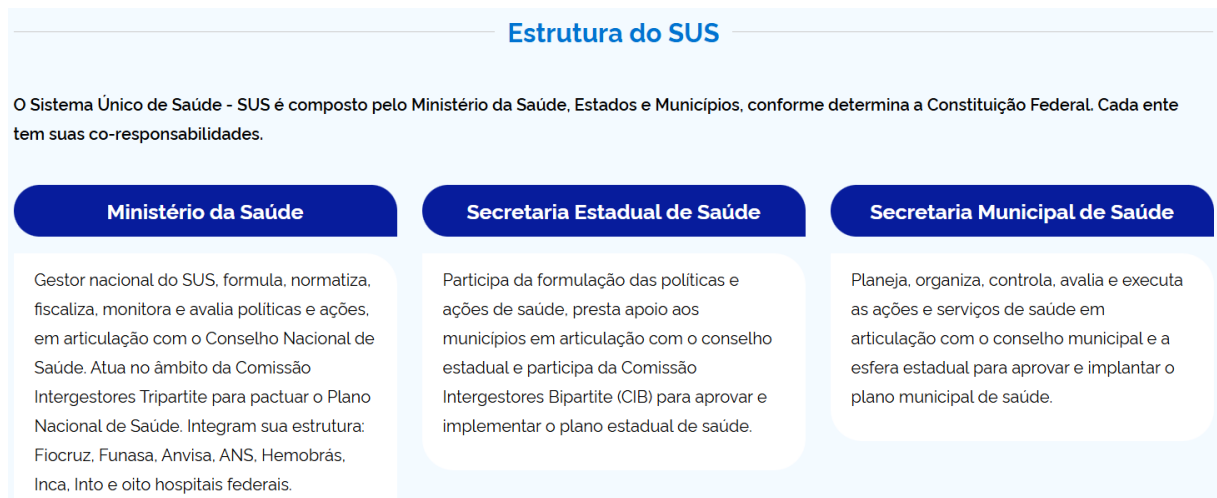 Estrutura do SUS
O Sistema Único de Saúde - SUS é composto pelo Ministério da Saúde, Estados e Municípios, conforme determina a Constituição Federal. Cada ente
tem suas co-responsabilidades.
Ministério da Saúde
Gestor nacional do SUS, formula, normatiza,
fiscaliza, monitora e avalia políticas e ações,
em articulação com o Conselho Nacional de
Saúde. Atua no âmbito da Comissão
Intergestores Tripartite para pactuar o Plano
Nacional de Saúde. Integram sua estrutura:
Fiocruz, Funasa, Anvisa, ANS, Hemobrás,
Inca, Into e oito hospitais federais.
Secretaria Estadual de Saúde
Participa da formulação das políticas e
ações de saúde, presta apoio aos
municípios em articulação com o conselho
estadual e participa da Comissão
Intergestores Bipartite (CIB) para aprovar e
implementar o plano estadual de saúde.
Secretaria Municipal de Saúde
Planeja, organiza, controla, avalia e executa
as ações e serviços de saúde em
articulação com o conselho municipal e a
esfera estadual para aprovar e implantar o
plano municipal de saúde.